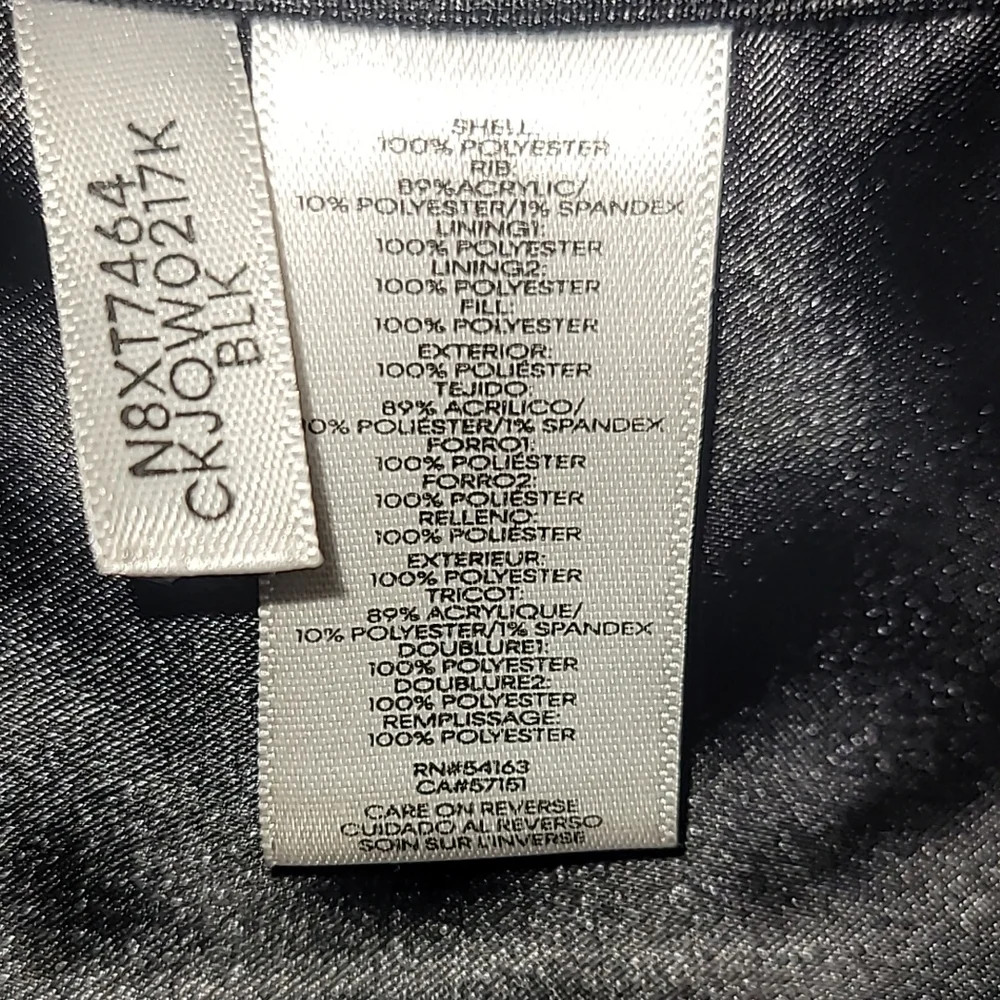 N8XT7464
CKJOW0217K
BLK
SHELL:
100% POLYESTER
RIB:
89%ACRYLIC/
10% POLYESTER/1% SPANDEX
LINING1:
100% POLYESTER
LINING2:
100% POLYESTER
FILL:
100% POLYESTER
EXTERIOR:
100% POLIÉSTER
TEJIDO:
89% ACRILICO/
10% POLIÉSTER/1% SPANDEX
FORRO1:
100% POLIÉSTER
FORRO2:
100% POLIÉSTER
RELLENO:
100% POLIÉSTER
EXTERIEUR:
100% POLYESTER
TRICOT:
89% ACRYLIQUE/
10% POLYESTER/1% SPANDEX
DOUBLURE1:
100% POLYESTER
DOUBLURE2:
100% POLYESTER
REMPLISSAGE:
100% POLYESTER
RN#54163
CA#57151
CARE ON REVERSE
CUIDADO AL REVERSO
SOIN SUR L'INVERSE